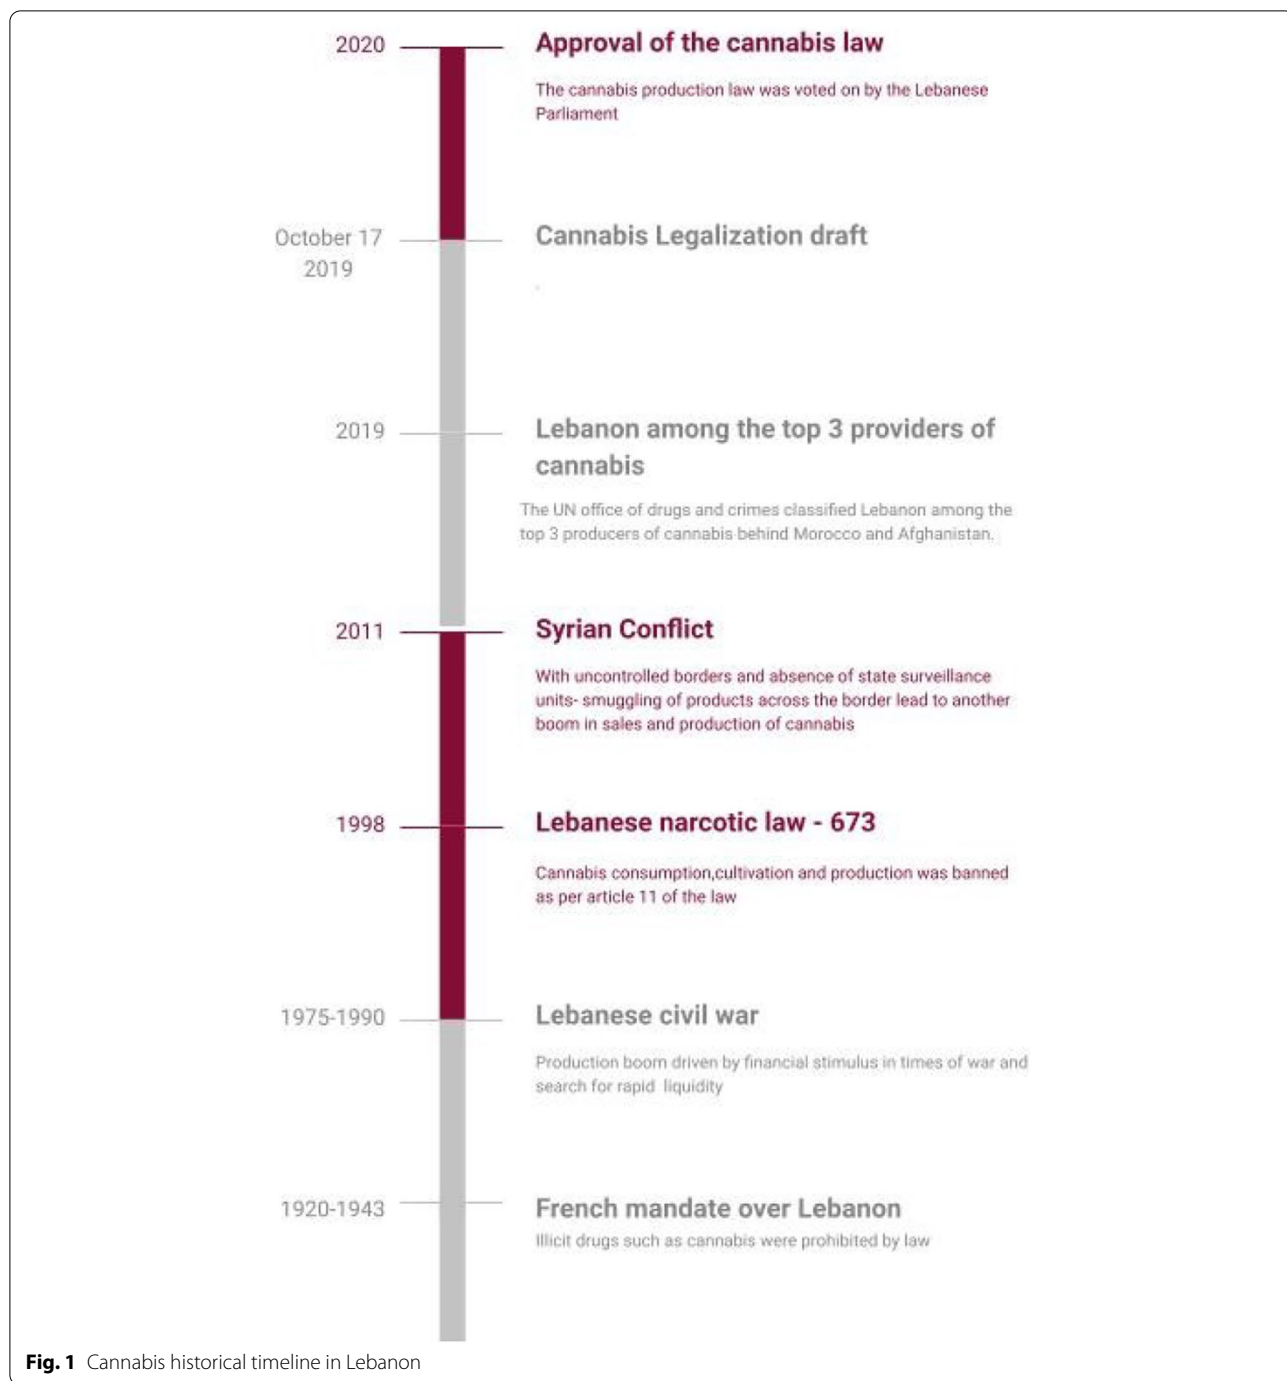 2020
Approval of the cannabis law
The cannabis production law was voted on by the Lebanese
Parliament
October 17
2019
Cannabis Legalization draft
2019
Lebanon among the top 3 providers of
cannabis
The UN office of drugs and crimes classified Lebanon among the
top 3 producers of cannabis behind Morocco and Afghanistan.
2011
Syrian Conflict
With uncontrolled borders and absence of state surveillance
units- smuggling of products across the border lead to another
boom in sales and production of cannabis
1998
Lebanese narcotic law - 673
Cannabis consumption,cultivation and production was banned
as per article 11 of the law
1975-1990
Lebanese civil war
Production boom driven by financial stimulus in times of war and
search for rapid liquidity
1920-1943
French mandate over Lebanon
Illicit drugs such as cannabis were prohibited by law
Fig. 1 Cannabis historical timeline in Lebanon